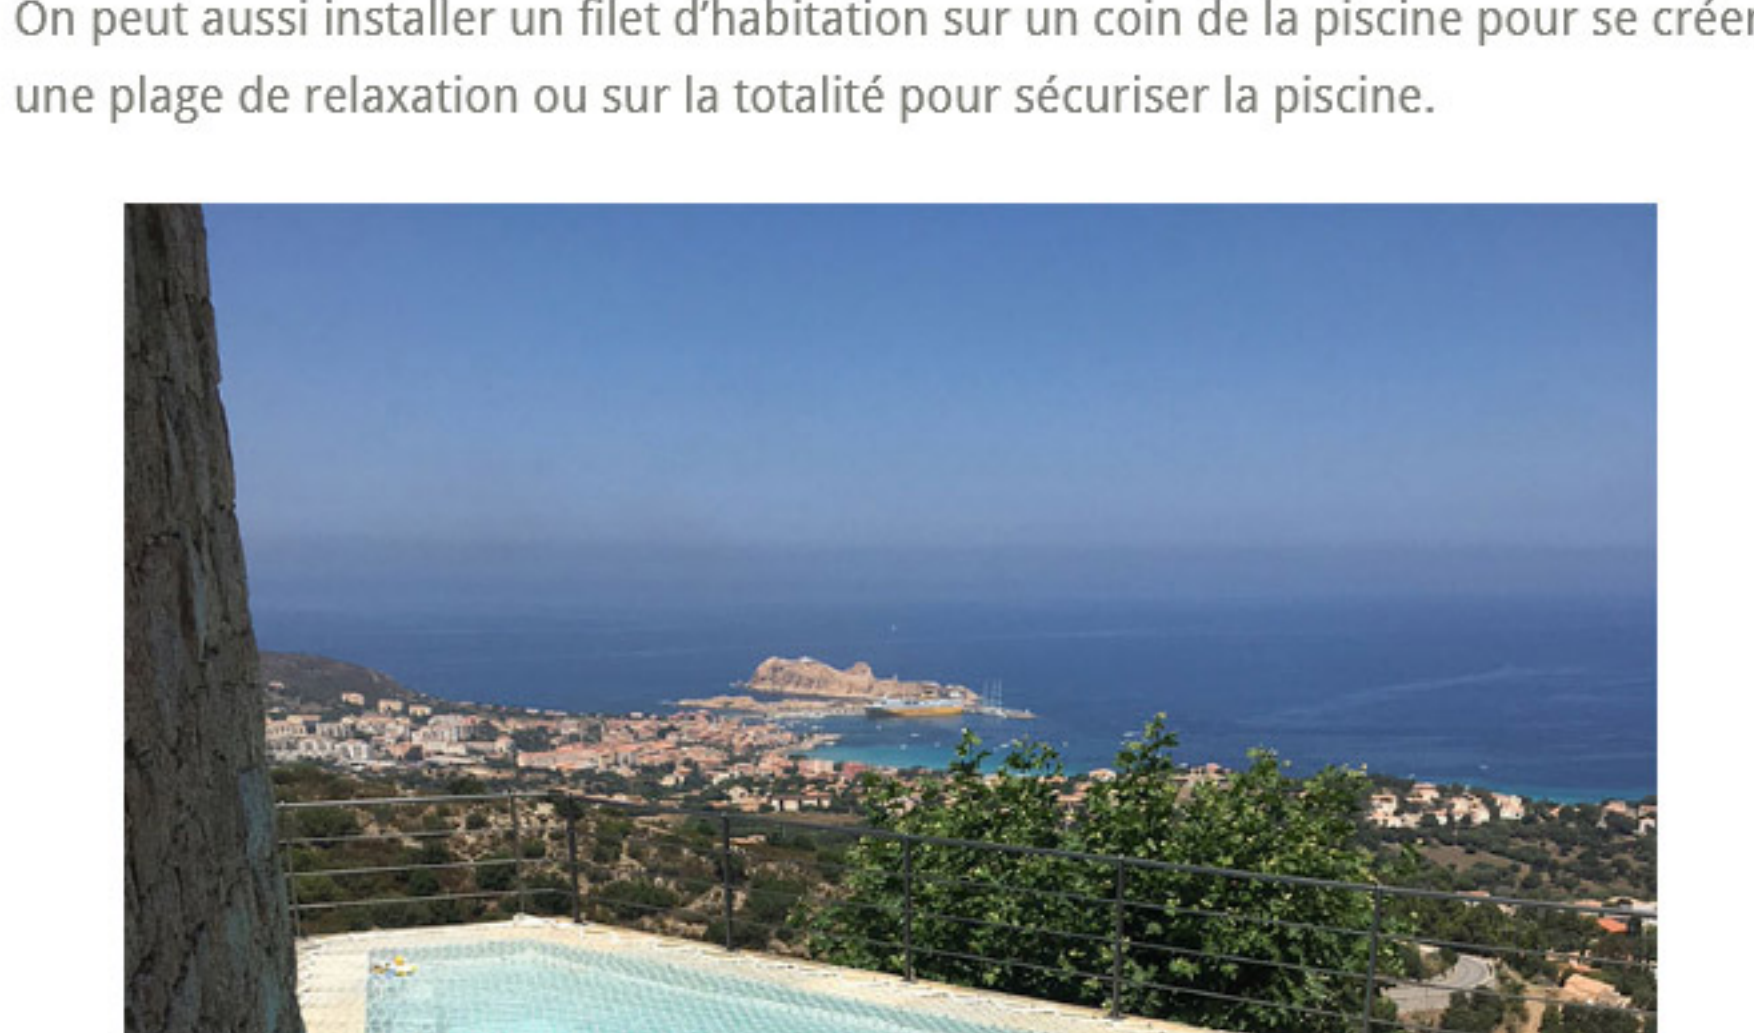 On peut aussi installer un filet d’habitation sur un coin de la piscine pour se créer
une plage de relaxation ou sur la totalité pour sécuriser la piscine.